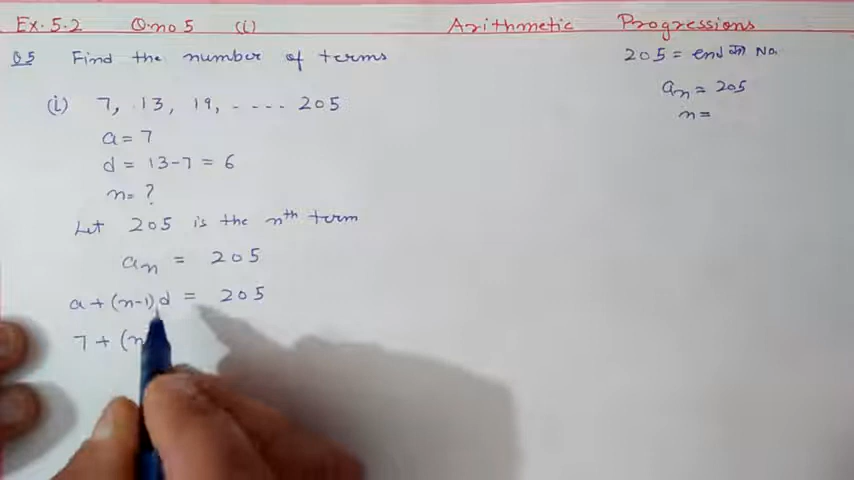 Ex. 5.2 Q.no 5 (i) Arithmetic Progressions
Q5 Find the number of terms
(i) 7, 13, 19, ..... 205
a = 7
d = 13-7 = 6
n= ?
Let 205 is the nth term
an = 205
a + (n-1)d = 205
7 + (n
205 = end का No.
an = 205
n =